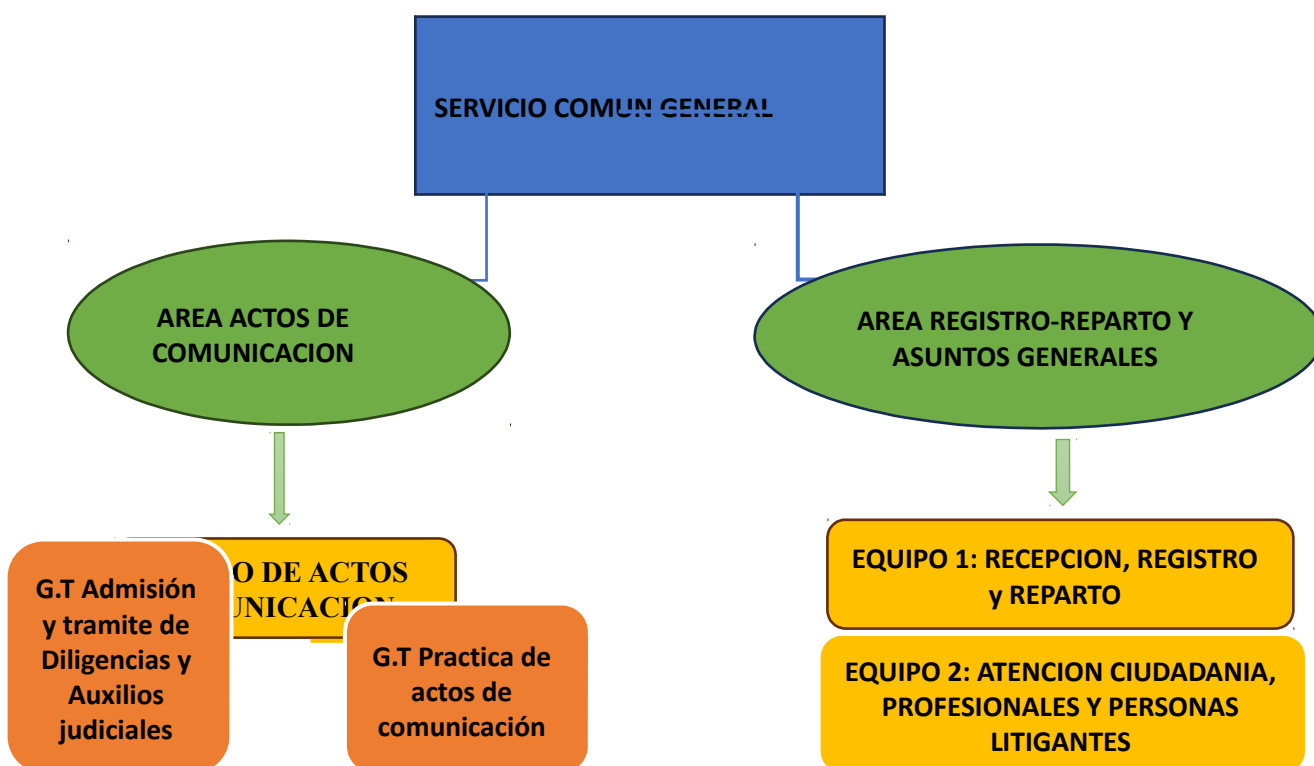 SERVICIO COMUN GENERAL
AREA ACTOS DE
COMUNICACION
AREA REGISTRO-REPARTO Y
ASUNTOS GENERALES
G.T Admisión
y tramite de
Diligencias y
Auxilios
judiciales
DE ACTOS
G.T Practica de
actos de
comunicación
EQUIPO 1: RECEPCION, REGISTRO
y REPARTO
EQUIPO 2: ATENCION CIUDADANIA,
PROFESIONALES Y PERSONAS
LITIGANTES